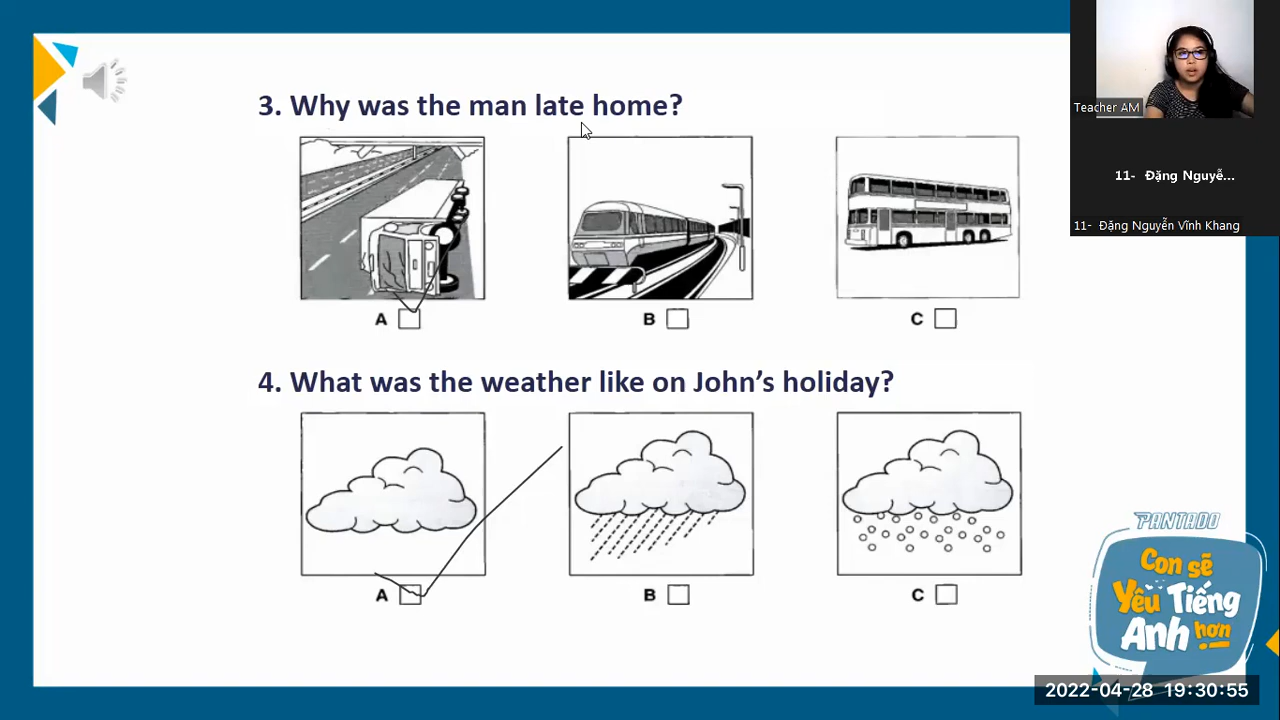 3. Why was the man late home?
A
B
C
4. What was the weather like on John's holiday?
A
B
C
Teacher AM
11- Đặng Nguyễ...
11- Đặng Nguyễn Vĩnh Khang
PANTADO
Con sẽ
Yêu Tiếng
Anh hơn
2022-04-28 19:30:55